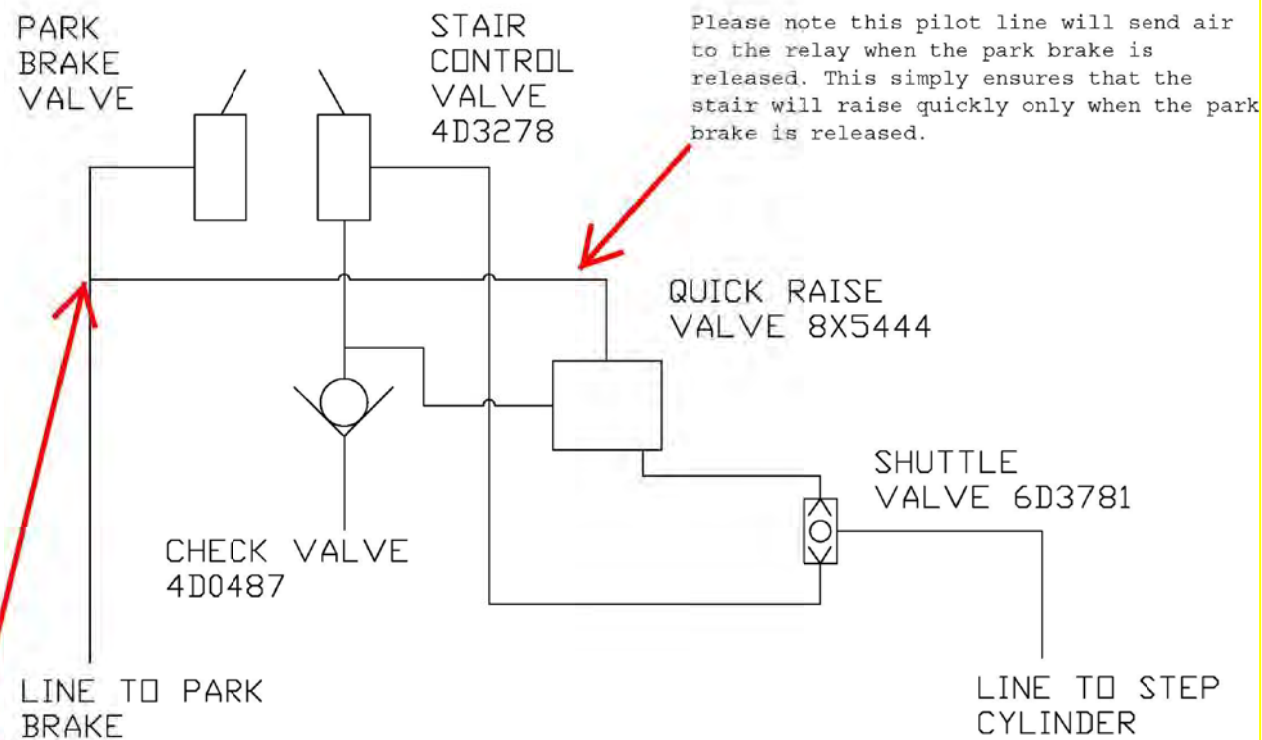 PARK
BRAKE
VALVE
STAIR
CONTROL
VALVE
4D3278
Please note this pilot line will send air
to the relay when the park brake is
released. This simply ensures that the
stair will raise quickly only when the park
brake is released.
QUICK RAISE
VALVE 8X5444
SHUTTLE
VALVE 6D3781
CHECK VALVE
4D0487
LINE TO PARK
BRAKE
LINE TO STEP
CYLINDER